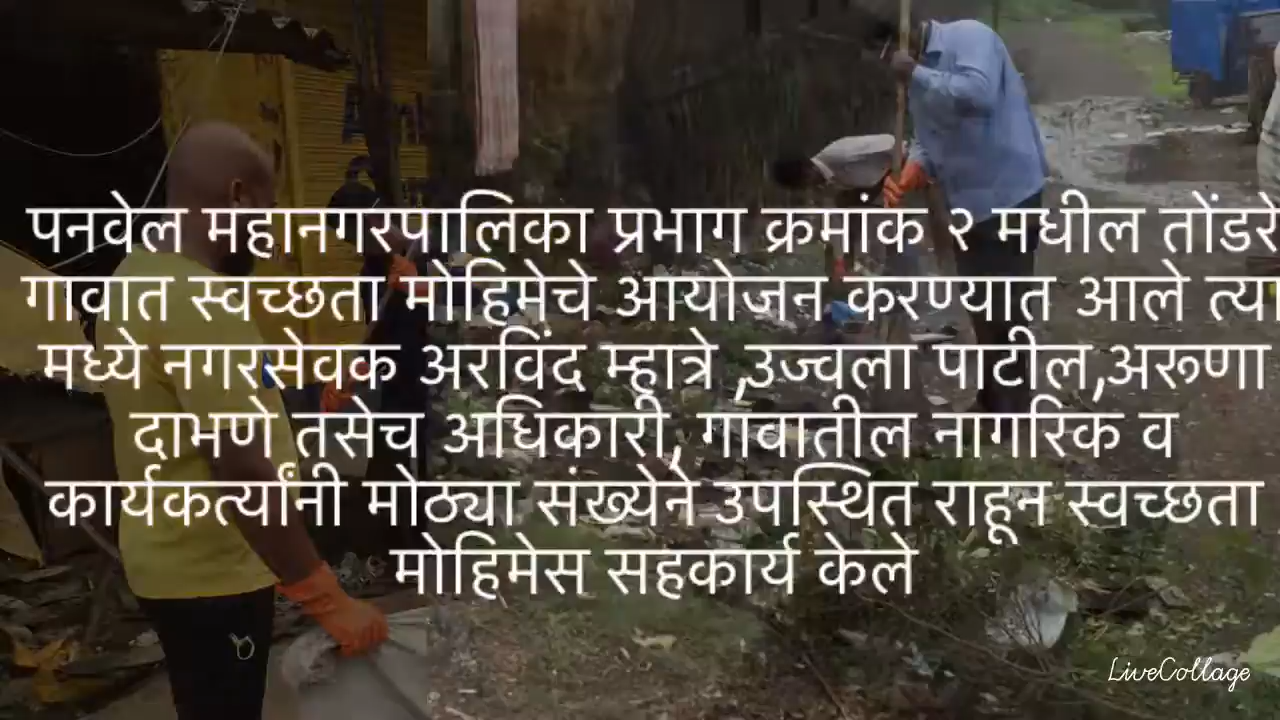 पनवेल महानगरपालिका प्रभाग क्रमांक २ मधील तोंडरे
गावात स्वच्छता मोहिमेचे आयोजन करण्यात आले त्या
मध्ये नगरसेवक अरविंद म्हात्रे ,उज्वला पाटील,अरूणा
दाभणे तसेच अधिकारी, गावातील नागरिक व
कार्यकर्त्यांनी मोठ्या संख्येने उपस्थित राहून स्वच्छता
मोहिमेस सहकार्य केले
LiveCollage